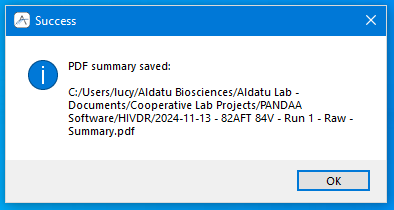 Success
PDF summary saved:
C:/Users/lucy/Aldatu Biosciences/Aldatu Lab -
Documents/Cooperative Lab Projects/PANDAA
Software/HIVDR/2024-11-13 - 82AFT 84V - Run 1 - Raw -
Summary.pdf
OK